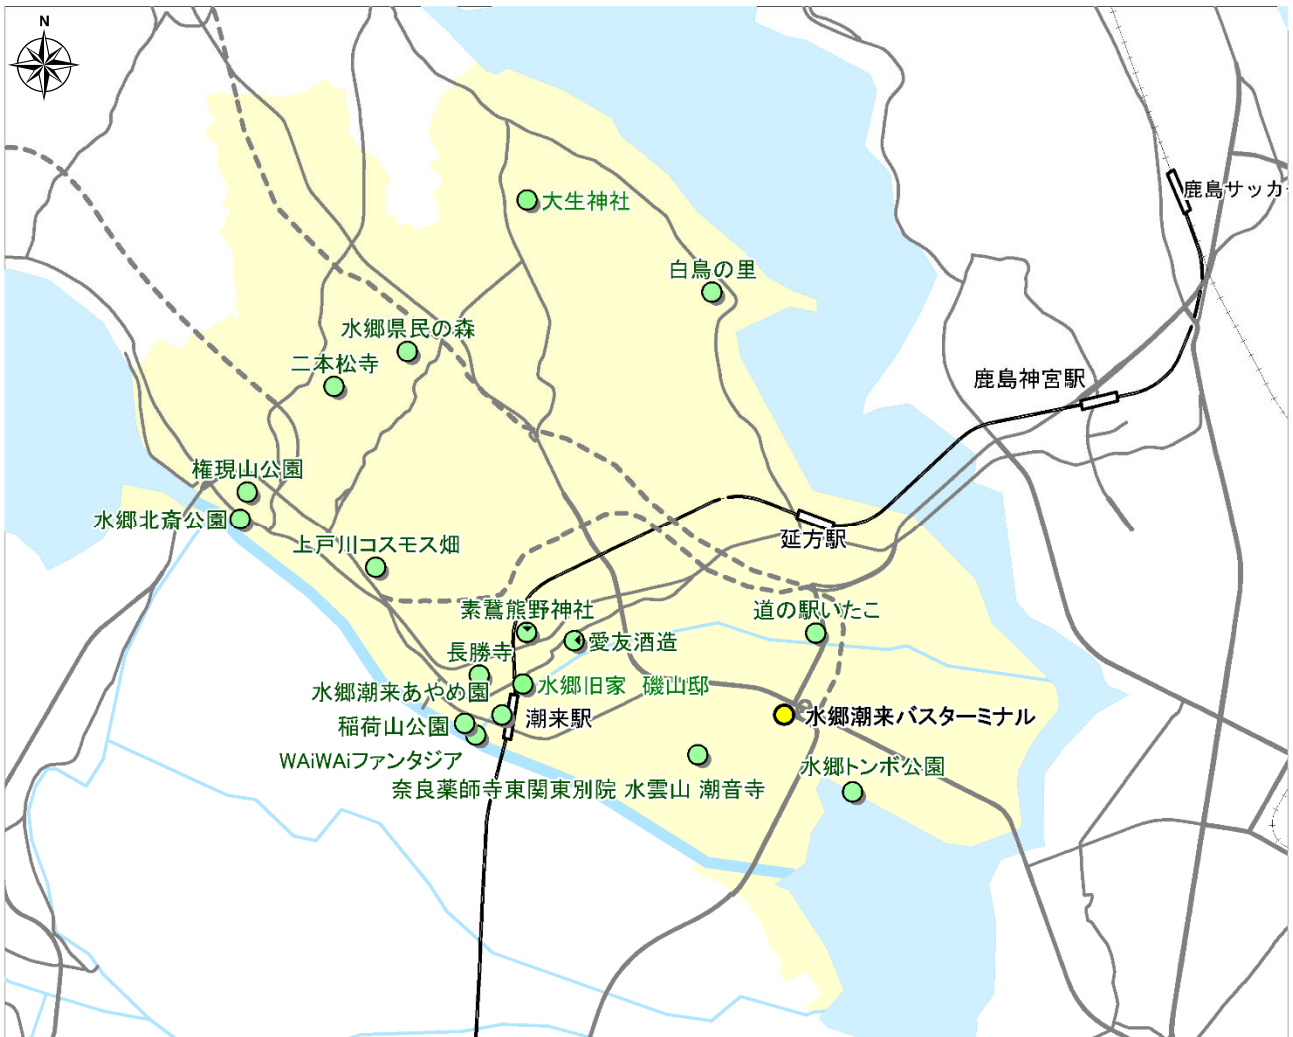 N
大生神社
鹿島サッカ
白鳥の里
水郷県民の森
二本松寺
鹿島神宮駅
権現山公園
水郷北斎公園
上戸川コスモス畑
延方駅
素鵞熊野神社
道の駅いたこ
愛友酒造
長勝寺
水郷旧家 磯山邸
水郷潮来あやめ園
潮来駅
水郷潮来バスターミナル
稲荷山公園
WAiWAiファンタジア
水郷トンボ公園
奈良薬師寺東関東別院 水雲山 潮音寺